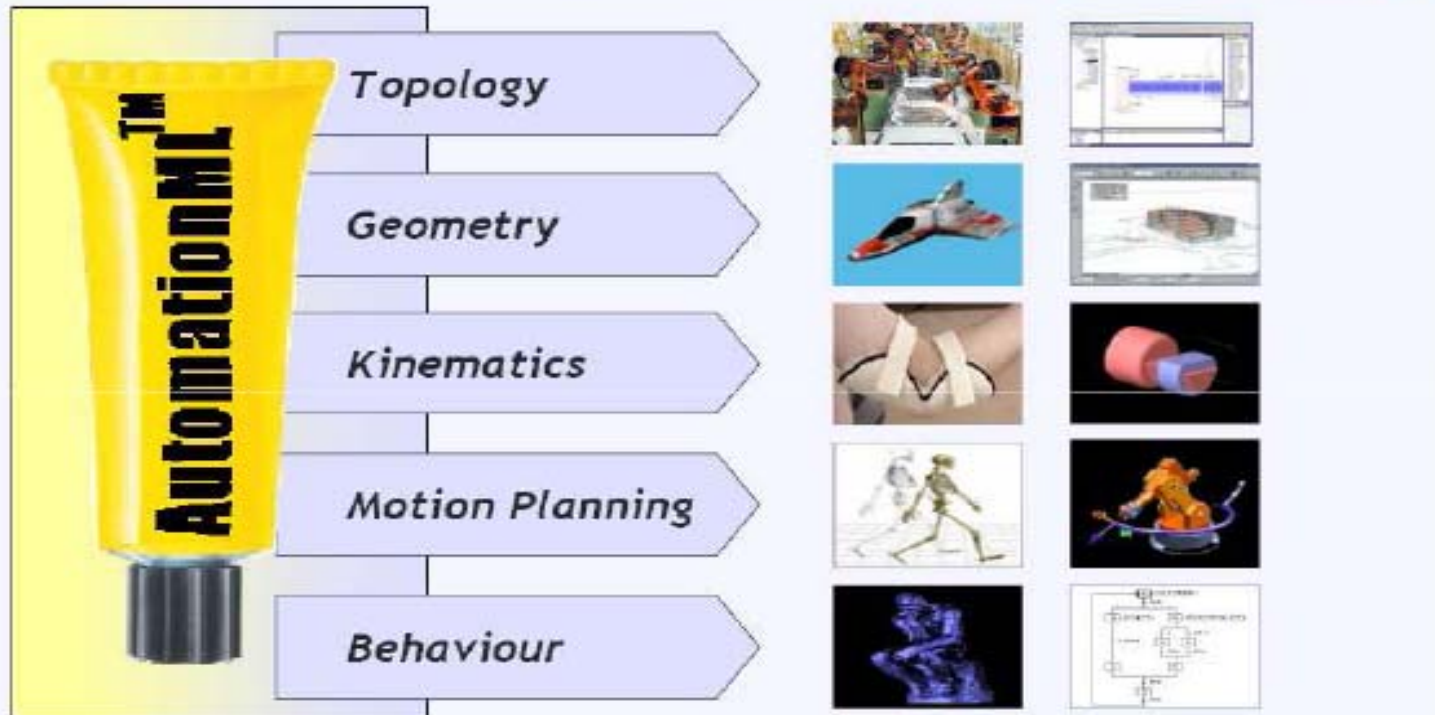 AutomationML™
Topology
Geometry
Kinematics
Motion Planning
Behaviour